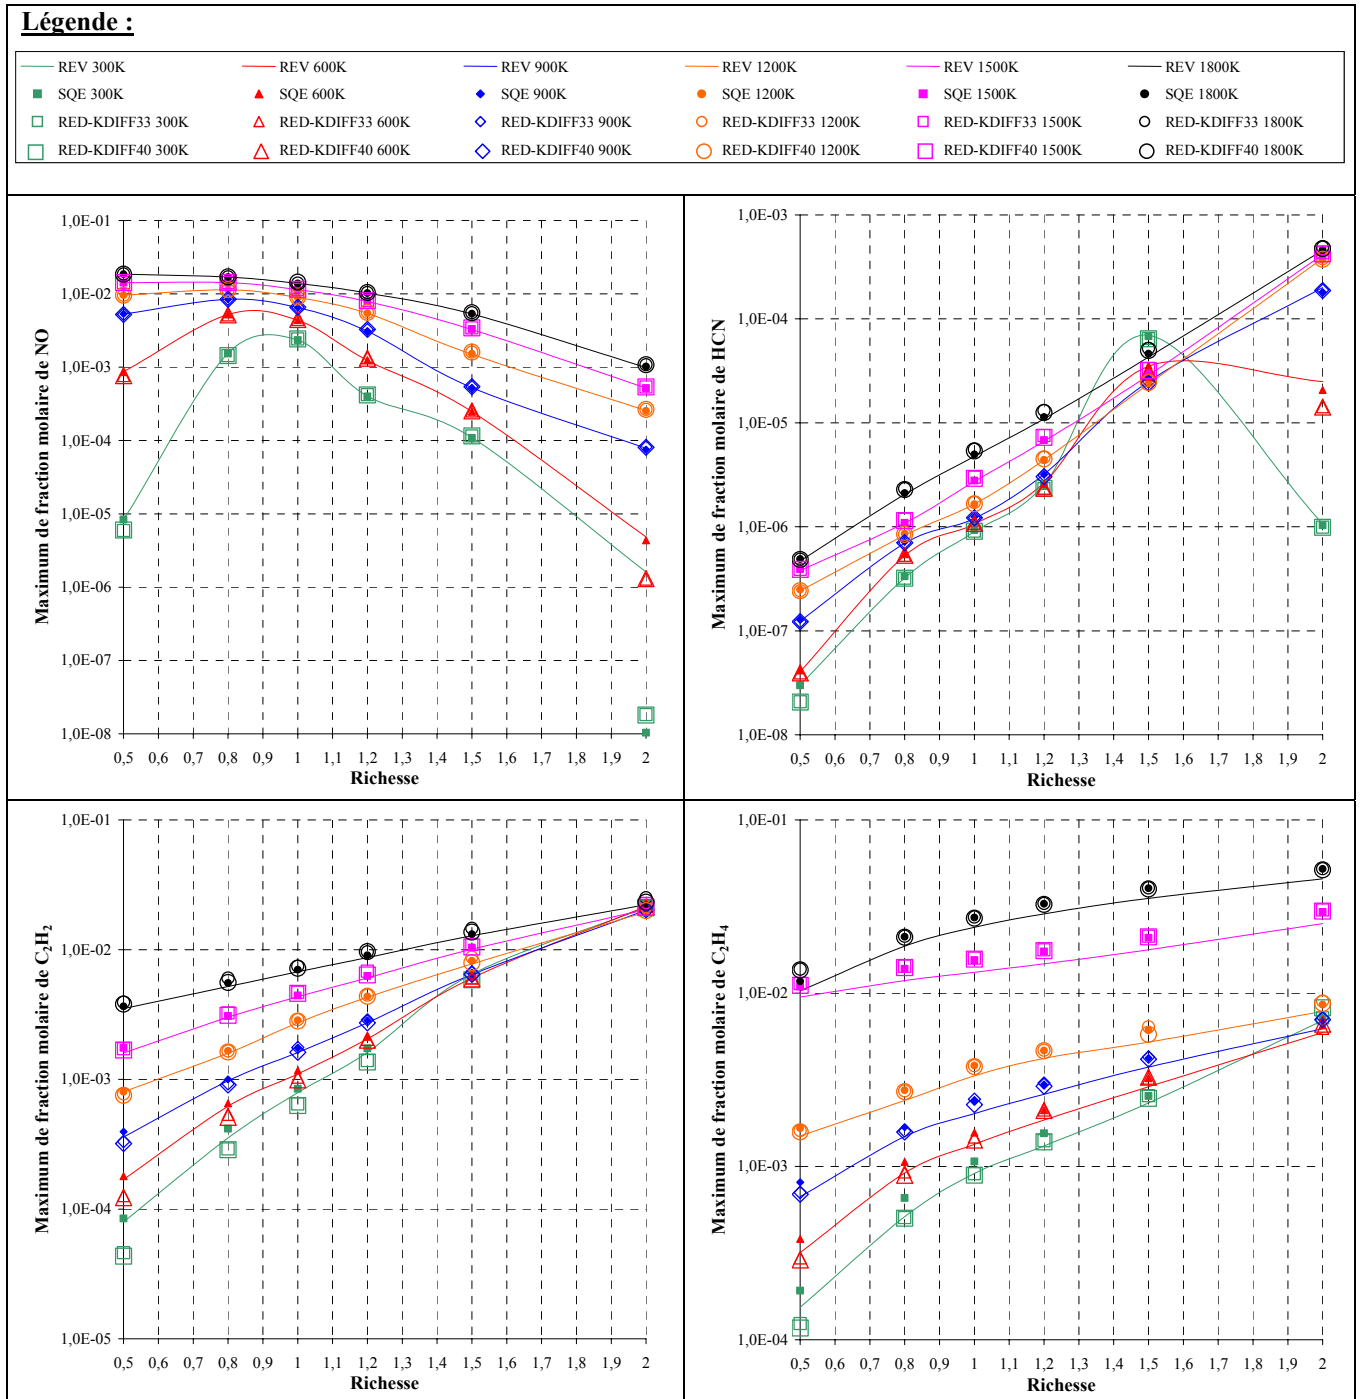 Légende :
REV 300K REV 600K REV 900K REV 1200K REV 1500K REV 1800K
SQE 300K SQE 600K SQE 900K SQE 1200K SQE 1500K SQE 1800K
RED-KDIFF33 300K RED-KDIFF33 600K RED-KDIFF33 900K RED-KDIFF33 1200K RED-KDIFF33 1500K RED-KDIFF33 1800K
RED-KDIFF40 300K RED-KDIFF40 600K RED-KDIFF40 900K RED-KDIFF40 1200K RED-KDIFF40 1500K RED-KDIFF40 1800K
Maximum de fraction molaire de NO
1,0E-01
1,0E-02
1,0E-03
1,0E-04
1,0E-05
1,0E-06
1,0E-07
1,0E-08
0,5 0,6 0,7 0,8 0,9 1 1,1 1,2 1,3 1,4 1,5 1,6 1,7 1,8 1,9 2
Richesse
Maximum de fraction molaire de HCN
1,0E-03
1,0E-04
1,0E-05
1,0E-06
1,0E-07
1,0E-08
0,5 0,6 0,7 0,8 0,9 1 1,1 1,2 1,3 1,4 1,5 1,6 1,7 1,8 1,9 2
Richesse
Maximum de fraction molaire de C₂H₂
1,0E-01
1,0E-02
1,0E-03
1,0E-04
1,0E-05
0,5 0,6 0,7 0,8 0,9 1 1,1 1,2 1,3 1,4 1,5 1,6 1,7 1,8 1,9 2
Richesse
Maximum de fraction molaire de C₂H₄
1,0E-01
1,0E-02
1,0E-03
1,0E-04
0,5 0,6 0,7 0,8 0,9 1 1,1 1,2 1,3 1,4 1,5 1,6 1,7 1,8 1,9 2
Richesse